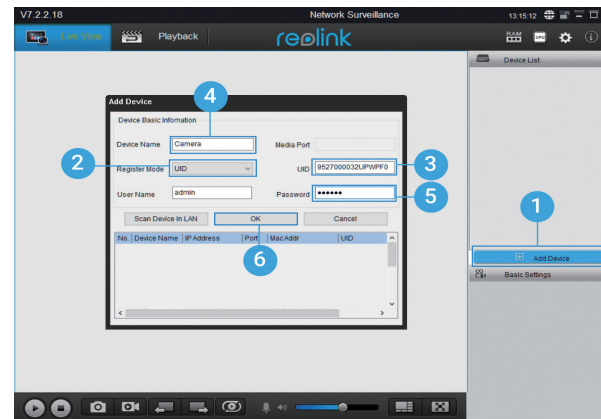 V7.2.2.18 Network Surveillance 13:15:12
Live View Playback reolink RAM CPU
Device List
Add Device
4
Device Basic Infomation
Device Name Camera Media Port
2 Register Mode UID UID 9527000032UPWPF0 3
User Name admin Password •••••• 5
1
Scan Device In LAN OK Cancel
No. Device Name IP Address Port MacAddr UID
6
Add Device
Basic Settings